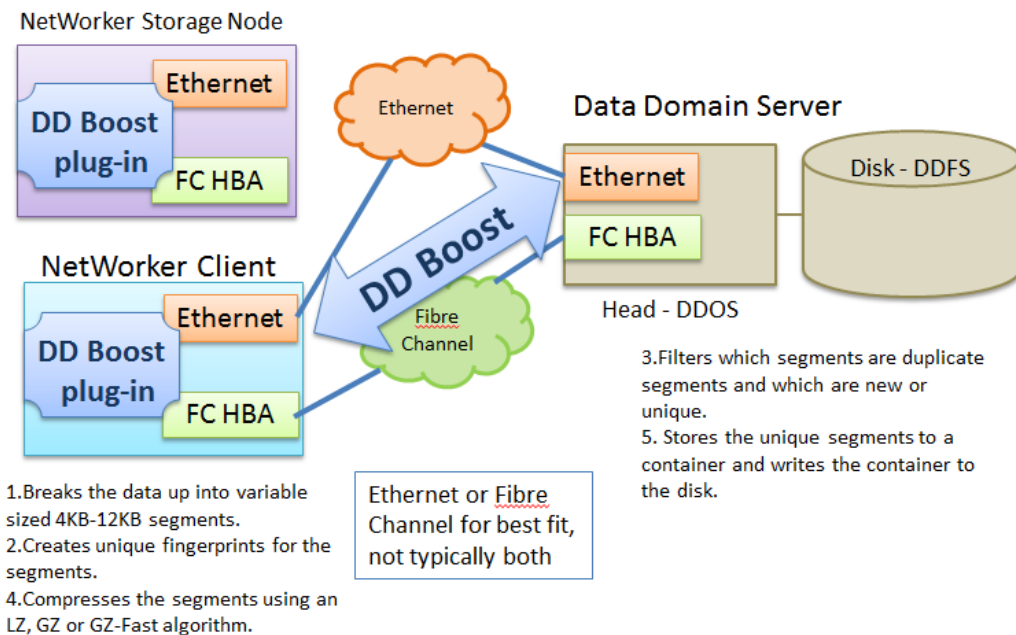 NetWorker Storage Node
Ethernet
DD Boost
plug-in
FC HBA
Ethernet
Data Domain Server
Ethernet
FC HBA
Disk - DDFS
Head - DDOS
DD Boost
Fibre
Channel
NetWorker Client
Ethernet
DD Boost
plug-in
FC HBA
1.Breaks the data up into variable
sized 4KB-12KB segments.
2.Creates unique fingerprints for the
segments.
4.Compresses the segments using an
LZ, GZ or GZ-Fast algorithm.
Ethernet or Fibre
Channel for best fit,
not typically both
3.Filters which segments are duplicate
segments and which are new or
unique.
5. Stores the unique segments to a
container and writes the container to
the disk.